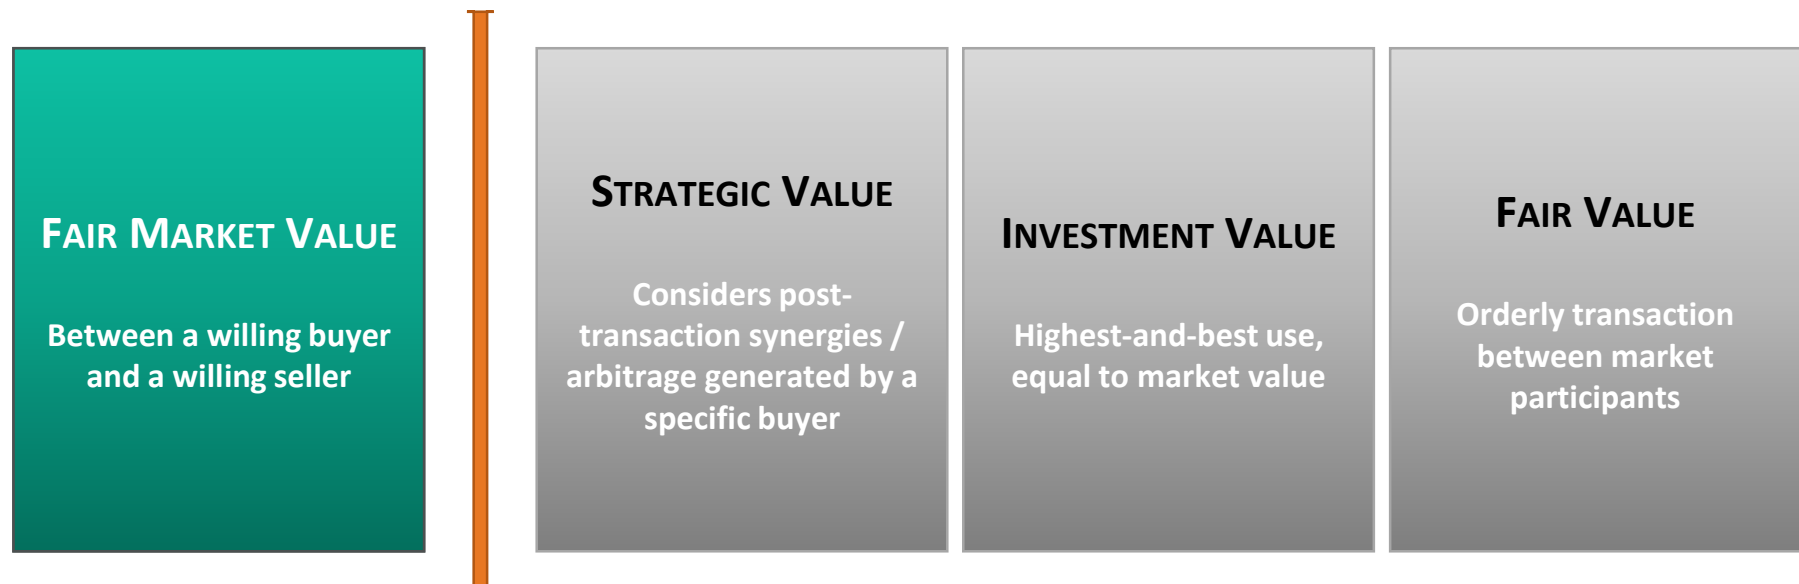 FAIR MARKET VALUE
Between a willing buyer
and a willing seller
STRATEGIC VALUE
Considers post-
transaction synergies /
arbitrage generated by a
specific buyer
INVESTMENT VALUE
Highest-and-best use,
equal to market value
FAIR VALUE
Orderly transaction
between market
participants